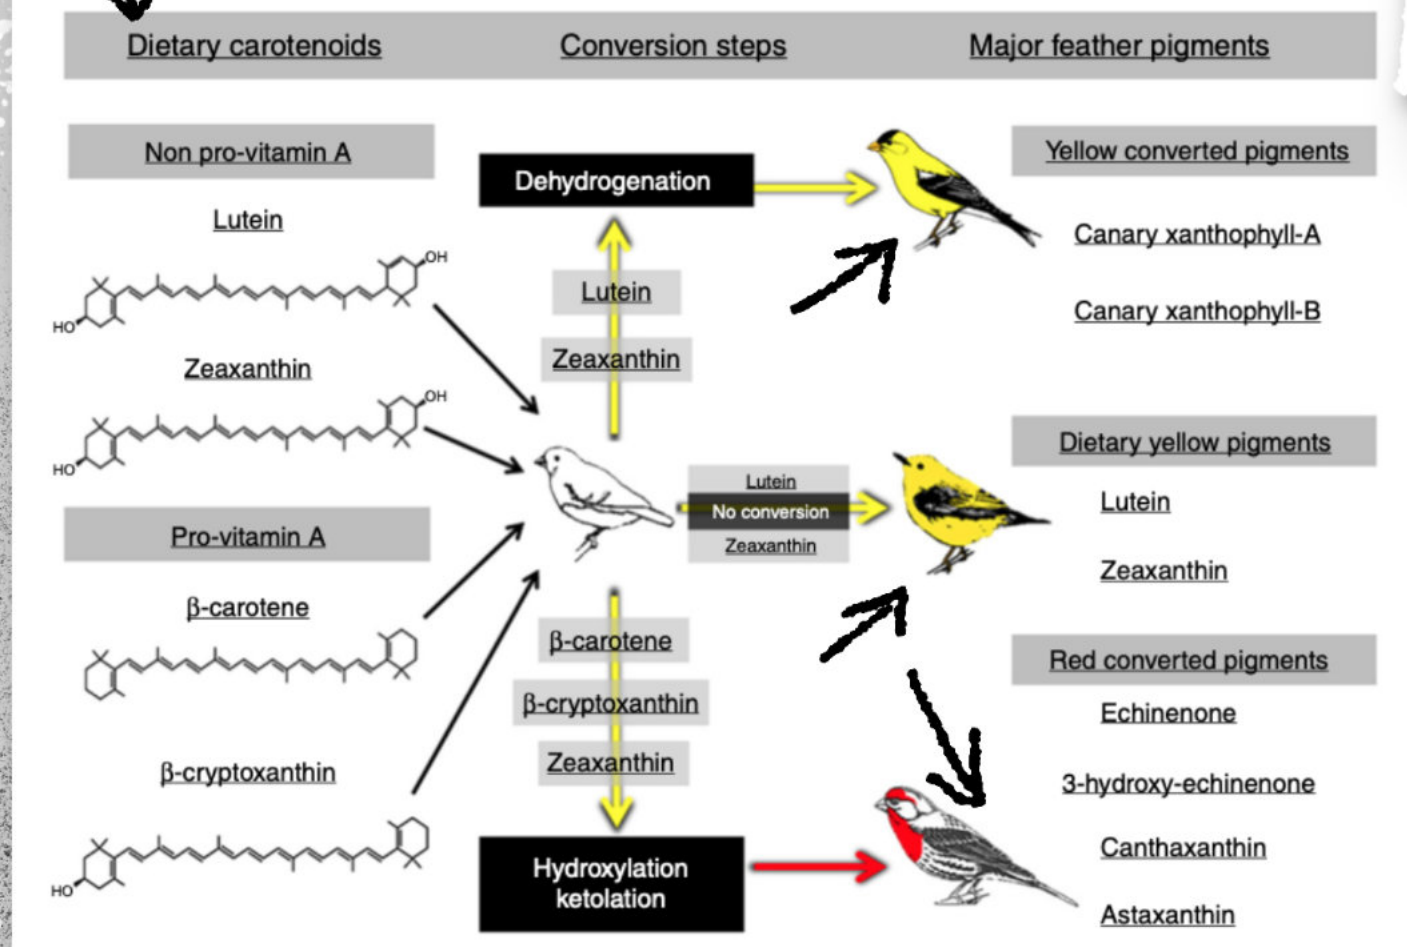 Dietary carotenoids
Conversion steps
Major feather pigments
Non pro-vitamin A
Lutein
OH
HO
Zeaxanthin
OH
HO
Pro-vitamin A
β-carotene
β-cryptoxanthin
HO
Dehydrogenation
Lutein
Zeaxanthin
Lutein
No conversion
Zeaxanthin
β-carotene
β-cryptoxanthin
Zeaxanthin
Hydroxylation
ketolation
Yellow converted pigments
Canary xanthophyll-A
Canary xanthophyll-B
Dietary yellow pigments
Lutein
Zeaxanthin
Red converted pigments
Echinenone
3-hydroxy-echinenone
Canthaxanthin
Astaxanthin